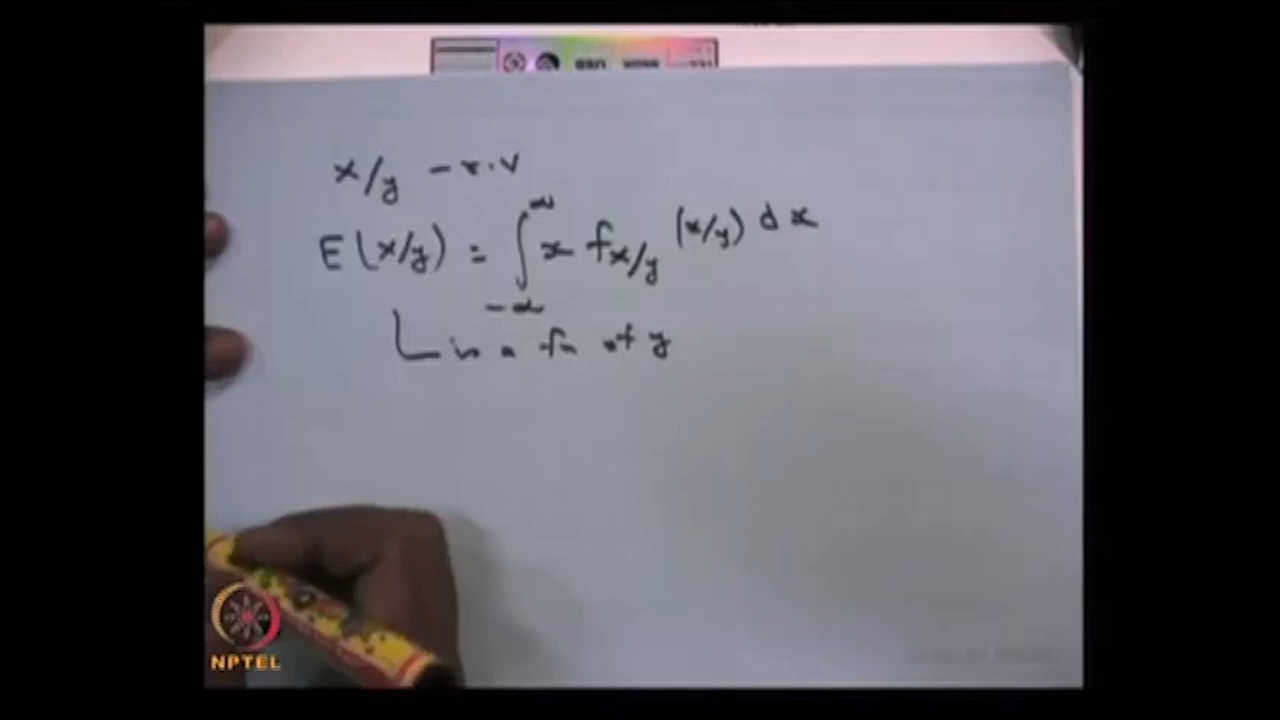 x/y - r.v
E(x/y) = ∫_{-∞}^{∞} x f_{x/y} (x/y) dx
is a fn of y
NPTEL